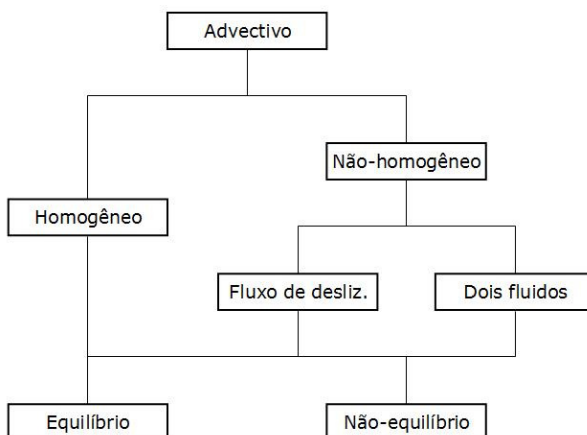 Advectivo
Não-homogêneo
Homogêneo
Fluxo de desliz.
Dois fluidos
Equilíbrio
Não-equilíbrio